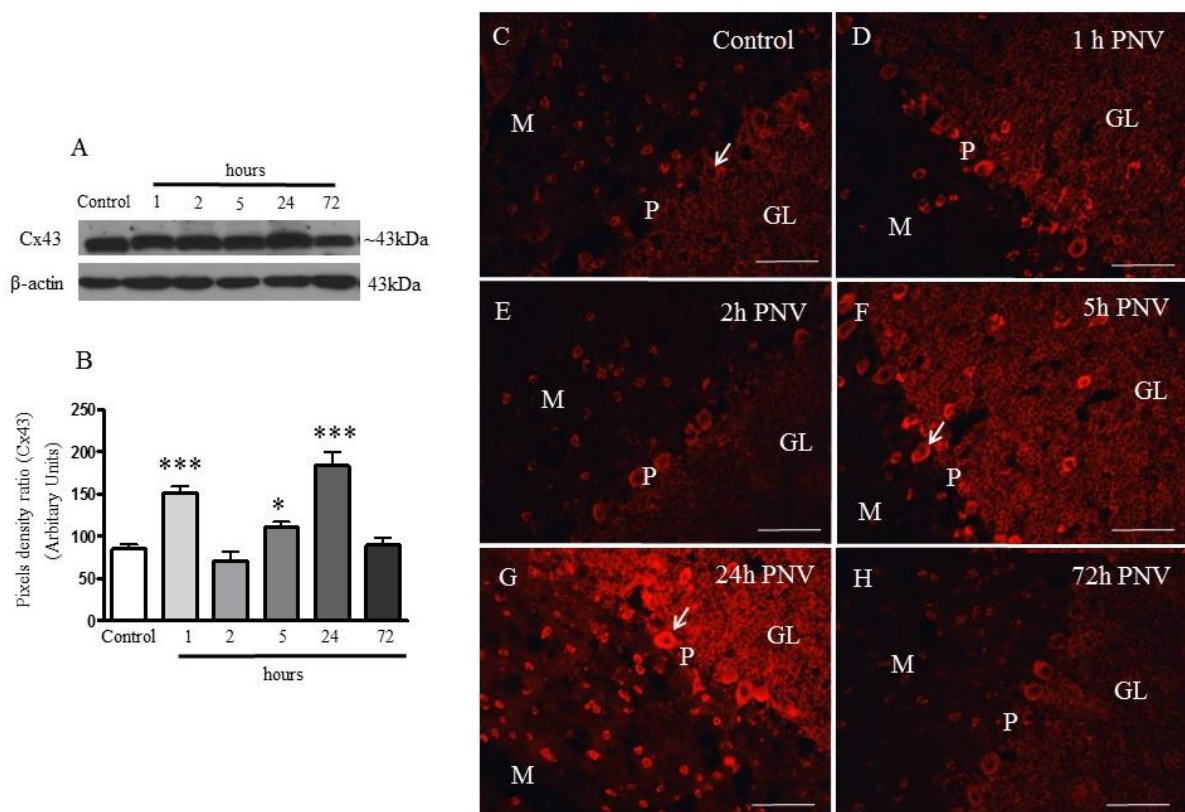 A
hours
Control 1 2 5 24 72
Cx43 ~43kDa
β-actin 43kDa
B
Pixels density ratio (Cx43)
(Arbitary Units)
250
200
150
100
50
0
***
*
***
Control 1 2 5 24 72
hours
C Control
M
P
GL
D 1 h PNV
GL
P
M
E 2h PNV
M
GL
P
F 5h PNV
GL
P
M
G 24h PNV
GL
P
M
H 72h PNV
M
GL
P